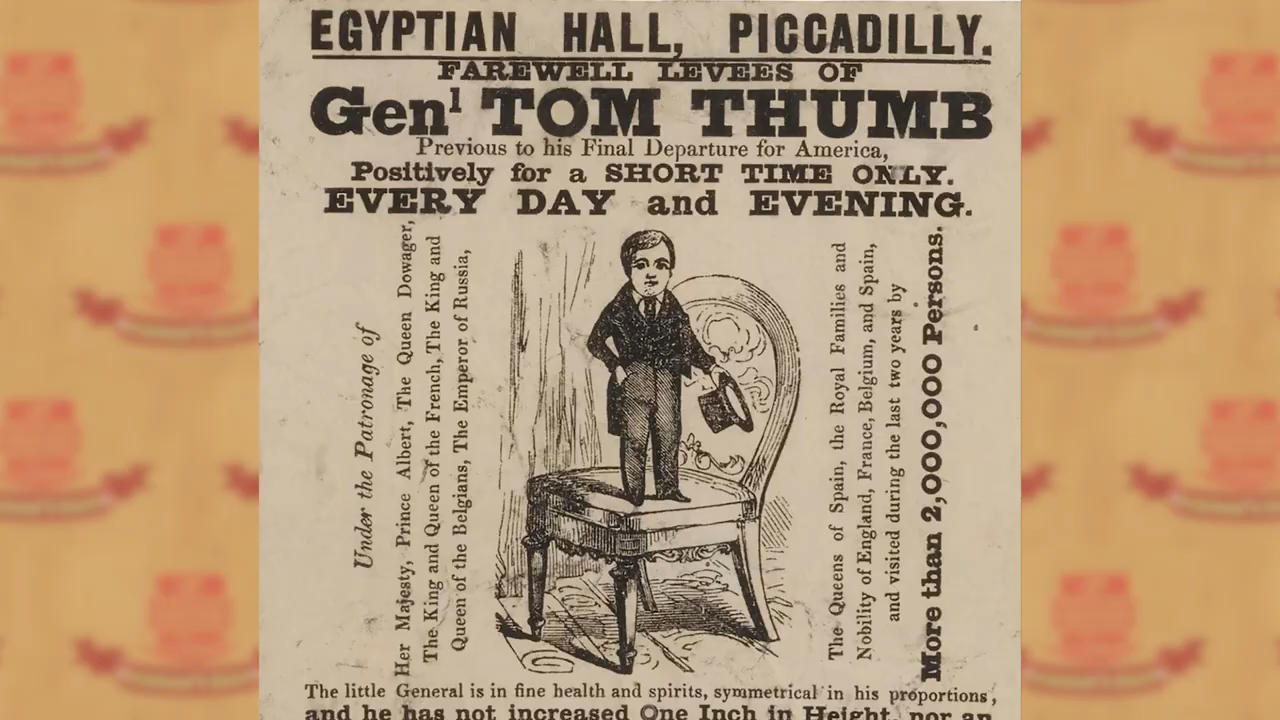 EGYPTIAN HALL, PICCADILLY.
FAREWELL LEVEES OF
Genl TOM THUMB
Previous to his Final Departure for America,
Positively for a SHORT TIME ONLY.
EVERY DAY and EVENING.
Under the Patronage of
Her Majesty, Prince Albert, The Queen Dowager,
The King and Queen of the French, The King and
Queen of the Belgians, The Emperor of Russia,
The Queens of Spain, the Royal Families and
Nobility of England, France, Belgium, and Spain,
and visited during the last two years by
More than 2,000,000 Persons.
The little General is in fine health and spirits, symmetrical in his proportions,
and he has not increased One Inch in Height, nor an